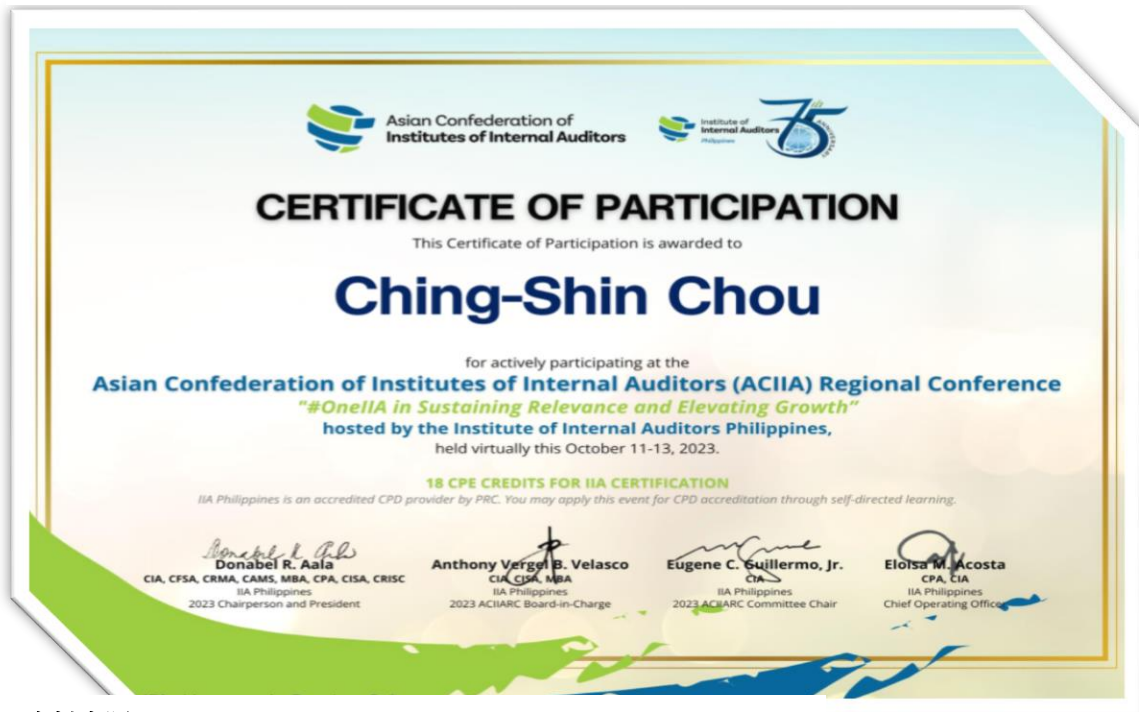 Asian Confederation of
Institutes of Internal Auditors
Institute of
Internal Auditors
Philippines
75
ANNIVERSARY
CERTIFICATE OF PARTICIPATION
This Certificate of Participation is awarded to
Ching-Shin Chou
for actively participating at the
Asian Confederation of Institutes of Internal Auditors (ACIIA) Regional Conference
"#OneIIA in Sustaining Relevance and Elevating Growth"
hosted by the Institute of Internal Auditors Philippines,
held virtually this October 11-13, 2023.
18 CPE CREDITS FOR IIA CERTIFICATION
IIA Philippines is an accredited CPD provider by PRC. You may apply this event for CPD accreditation through self-directed learning.
Donabel R. Aala
CIA, CFSA, CRMA, CAMS, MBA, CPA, CISA, CRISC
IIA Philippines
2023 Chairperson and President
Anthony Vergel B. Velasco
CIA, CISA, MBA
IIA Philippines
2023 ACIIARC Board-in-Charge
Eugene C. Guillermo, Jr.
CIA
IIA Philippines
2023 ACIIARC Committee Chair
Eloisa M. Acosta
CPA, CIA
IIA Philippines
Chief Operating Officer